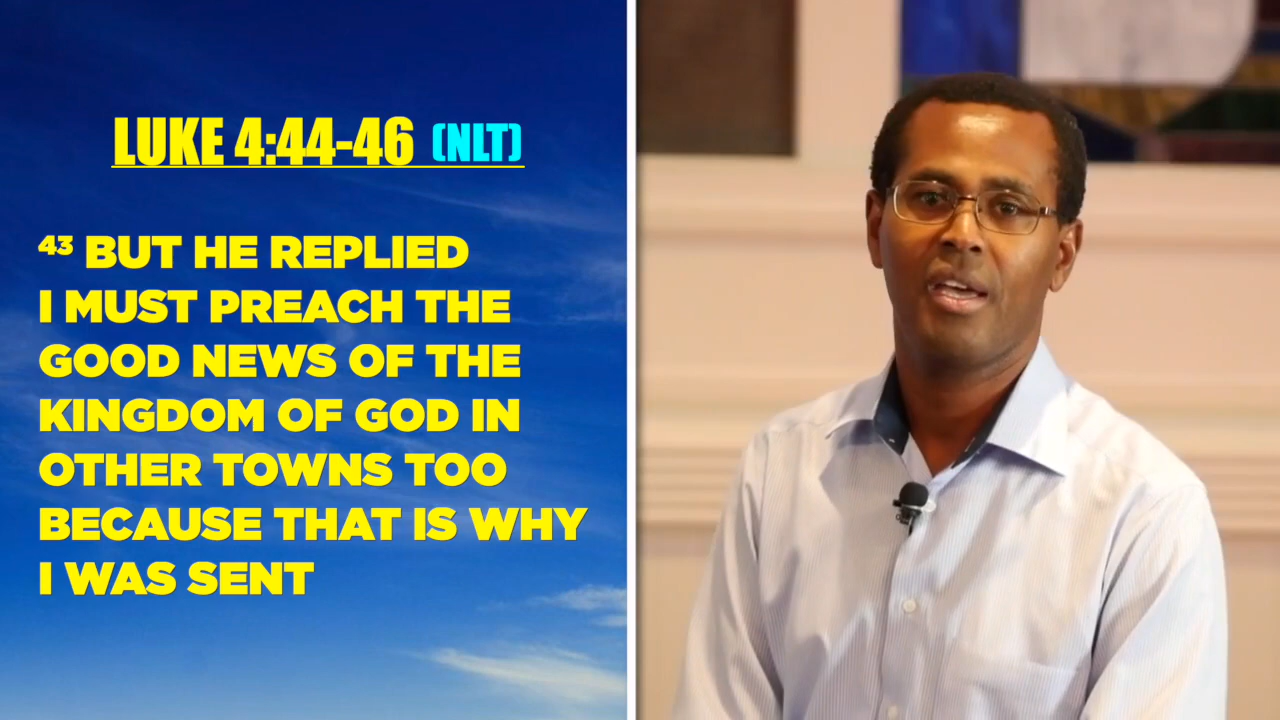 LUKE 4:44-46 (NLT)
43 BUT HE REPLIED
I MUST PREACH THE
GOOD NEWS OF THE
KINGDOM OF GOD IN
OTHER TOWNS TOO
BECAUSE THAT IS WHY
I WAS SENT